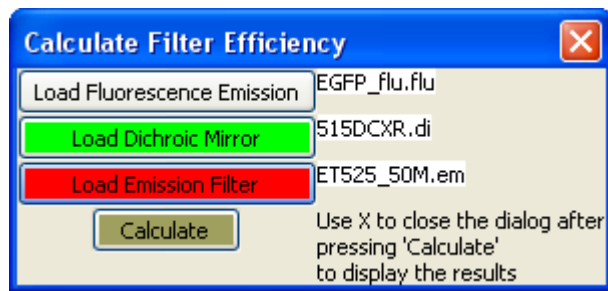 Calculate Filter Efficiency
Load Fluorescence Emission
EGFP_flu.flu
Load Dichroic Mirror
515DCXR.di
Load Emission Filter
ET525_50M.em
Calculate
Use X to close the dialog after
pressing 'Calculate'
to display the results